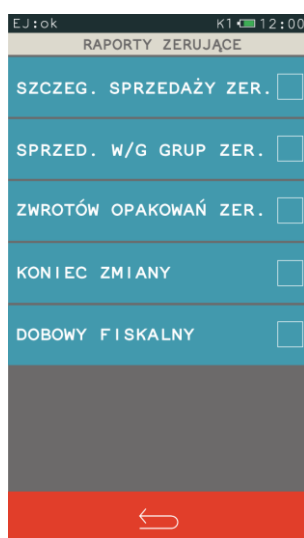 EJ:ok K1 12:00
RAPORTY ZERUJĄCE
SZCZEG. SPRZEDAŻY ZER.
SPRZED. W/G GRUP ZER.
ZWROTÓW OPAKOWAŃ ZER.
KONIEC ZMIANY
DOBOWY FISKALNY